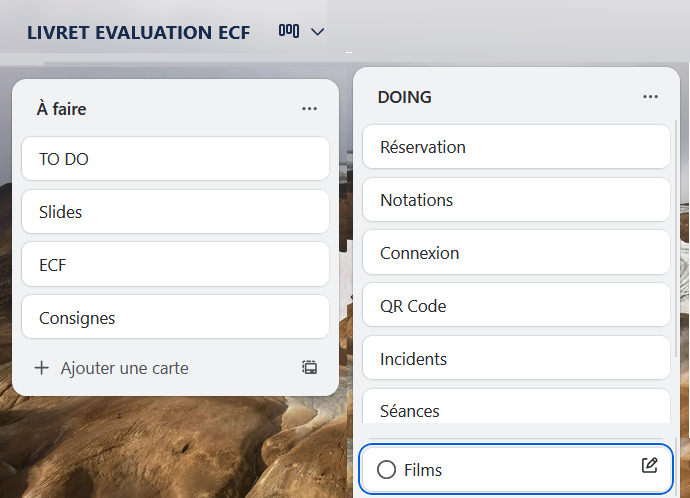 LIVRET EVALUATION ECF
À faire
TO DO
Slides
ECF
Consignes
Ajouter une carte
DOING
Réservation
Notations
Connexion
QR Code
Incidents
Séances
Films